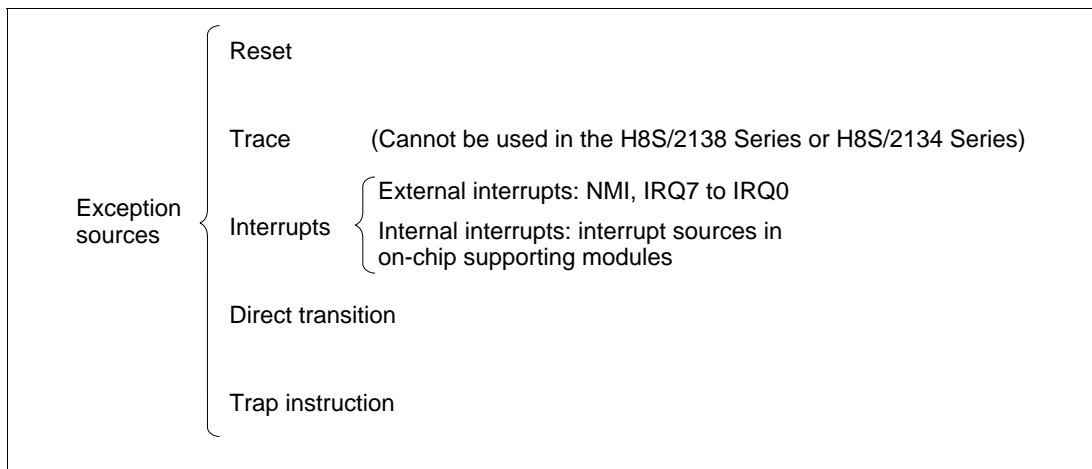 Reset
Trace (Cannot be used in the H8S/2138 Series or H8S/2134 Series)
Exception
sources
Interrupts
External interrupts: NMI, IRQ7 to IRQ0
Internal interrupts: interrupt sources in
on-chip supporting modules
Direct transition
Trap instruction